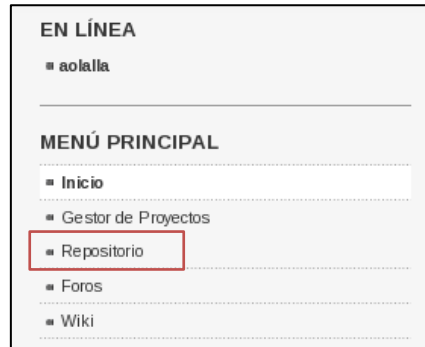 EN LÍNEA
aolalla
MENÚ PRINCIPAL
Inicio
Gestor de Proyectos
Repositorio
Foros
Wiki